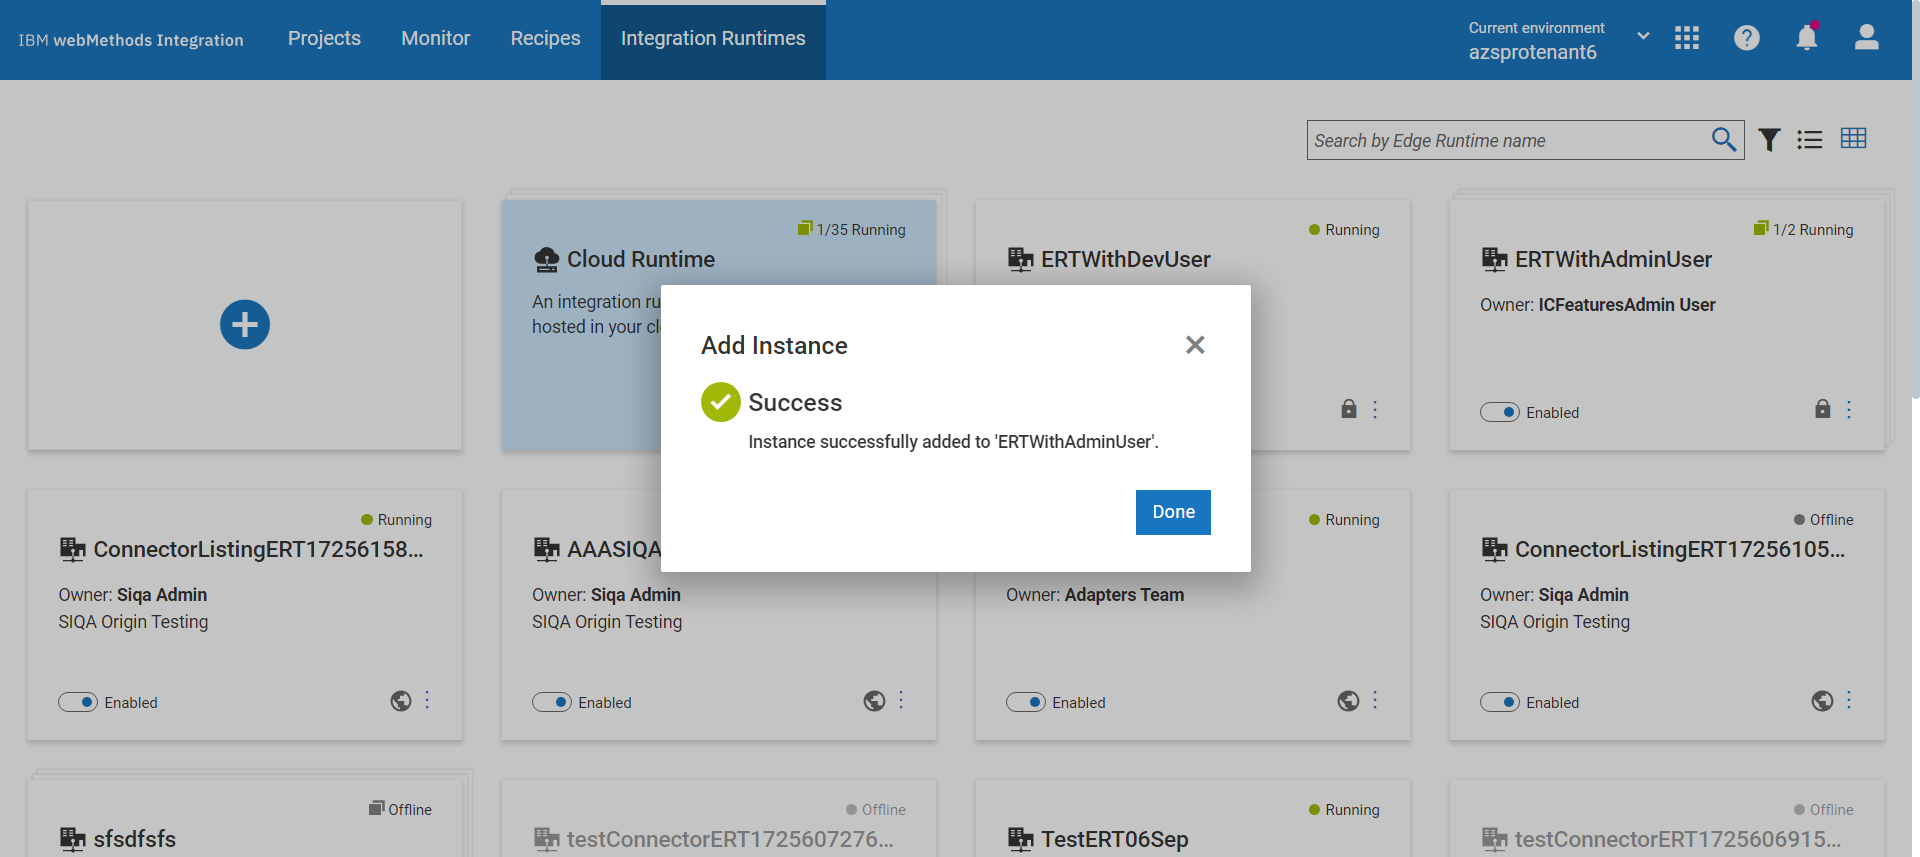 IBM webMethods Integration
Projects
Monitor
Recipes
Integration Runtimes
Current environment
azsprotenant6
Search by Edge Runtime name
1/35 Running
Cloud Runtime
An integration ru
hosted in your cl
Running
ERTWithDevUser
1/2 Running
ERTWithAdminUser
Owner: ICFeaturesAdmin User
Enabled
Add Instance
Success
Instance successfully added to 'ERTWithAdminUser'.
Done
Running
ConnectorListingERT17256158...
Owner: Siqa Admin
SIQA Origin Testing
Enabled
AAASIQA
Owner: Siqa Admin
SIQA Origin Testing
Enabled
Running
Owner: Adapters Team
Enabled
Offline
ConnectorListingERT17256105...
Owner: Siqa Admin
SIQA Origin Testing
Enabled
Offline
sfsdfsfs
Offline
testConnectorERT1725607276...
Running
TestERT06Sep
Offline
testConnectorERT1725606915...